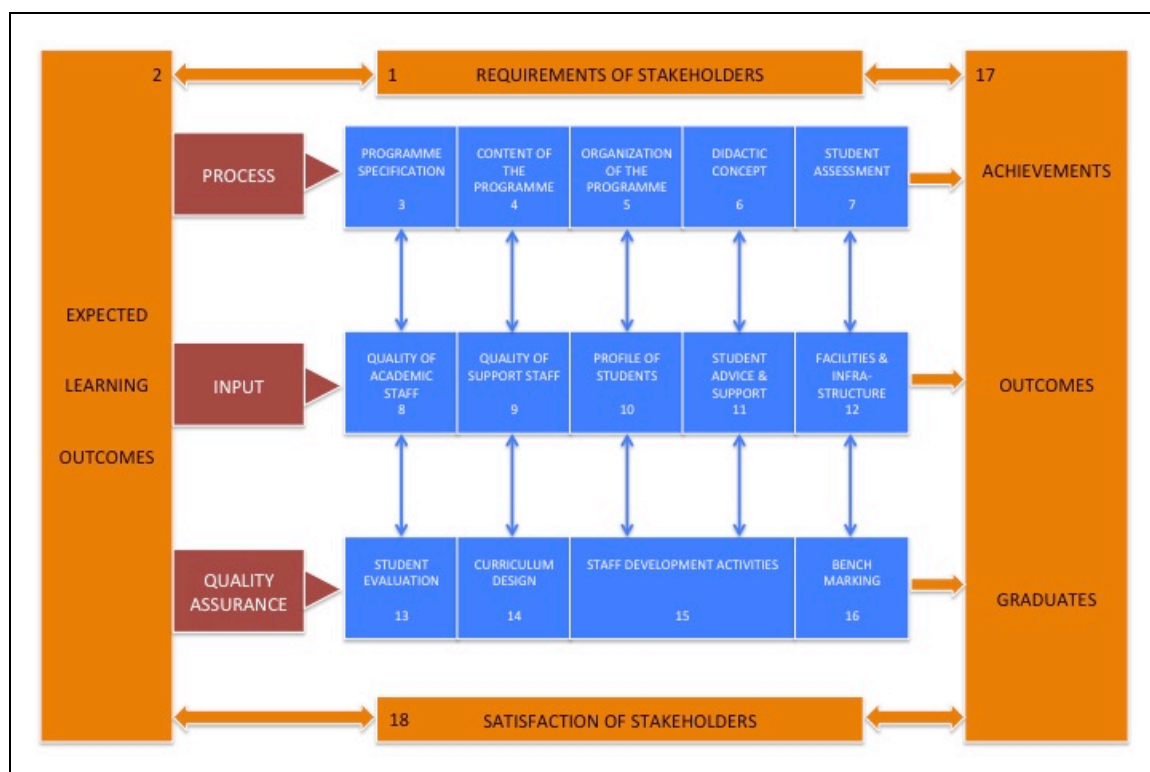 2
1 REQUIREMENTS OF STAKEHOLDERS
17
PROCESS
PROGRAMME
SPECIFICATION
3
CONTENT OF
THE
PROGRAMME
4
ORGANIZATION
OF THE
PROGRAMME
5
DIDACTIC
CONCEPT
6
STUDENT
ASSESSMENT
7
ACHIEVEMENTS
EXPECTED
LEARNING
OUTCOMES
INPUT
QUALITY OF
ACADEMIC
STAFF
8
QUALITY OF
SUPPORT STAFF
9
PROFILE OF
STUDENTS
10
STUDENT
ADVICE &
SUPPORT
11
FACILITIES &
INFRA-
STRUCTURE
12
OUTCOMES
QUALITY
ASSURANCE
STUDENT
EVALUATION
13
CURRICULUM
DESIGN
14
STAFF DEVELOPMENT ACTIVITIES
15
BENCH
MARKING
16
GRADUATES
18 SATISFACTION OF STAKEHOLDERS